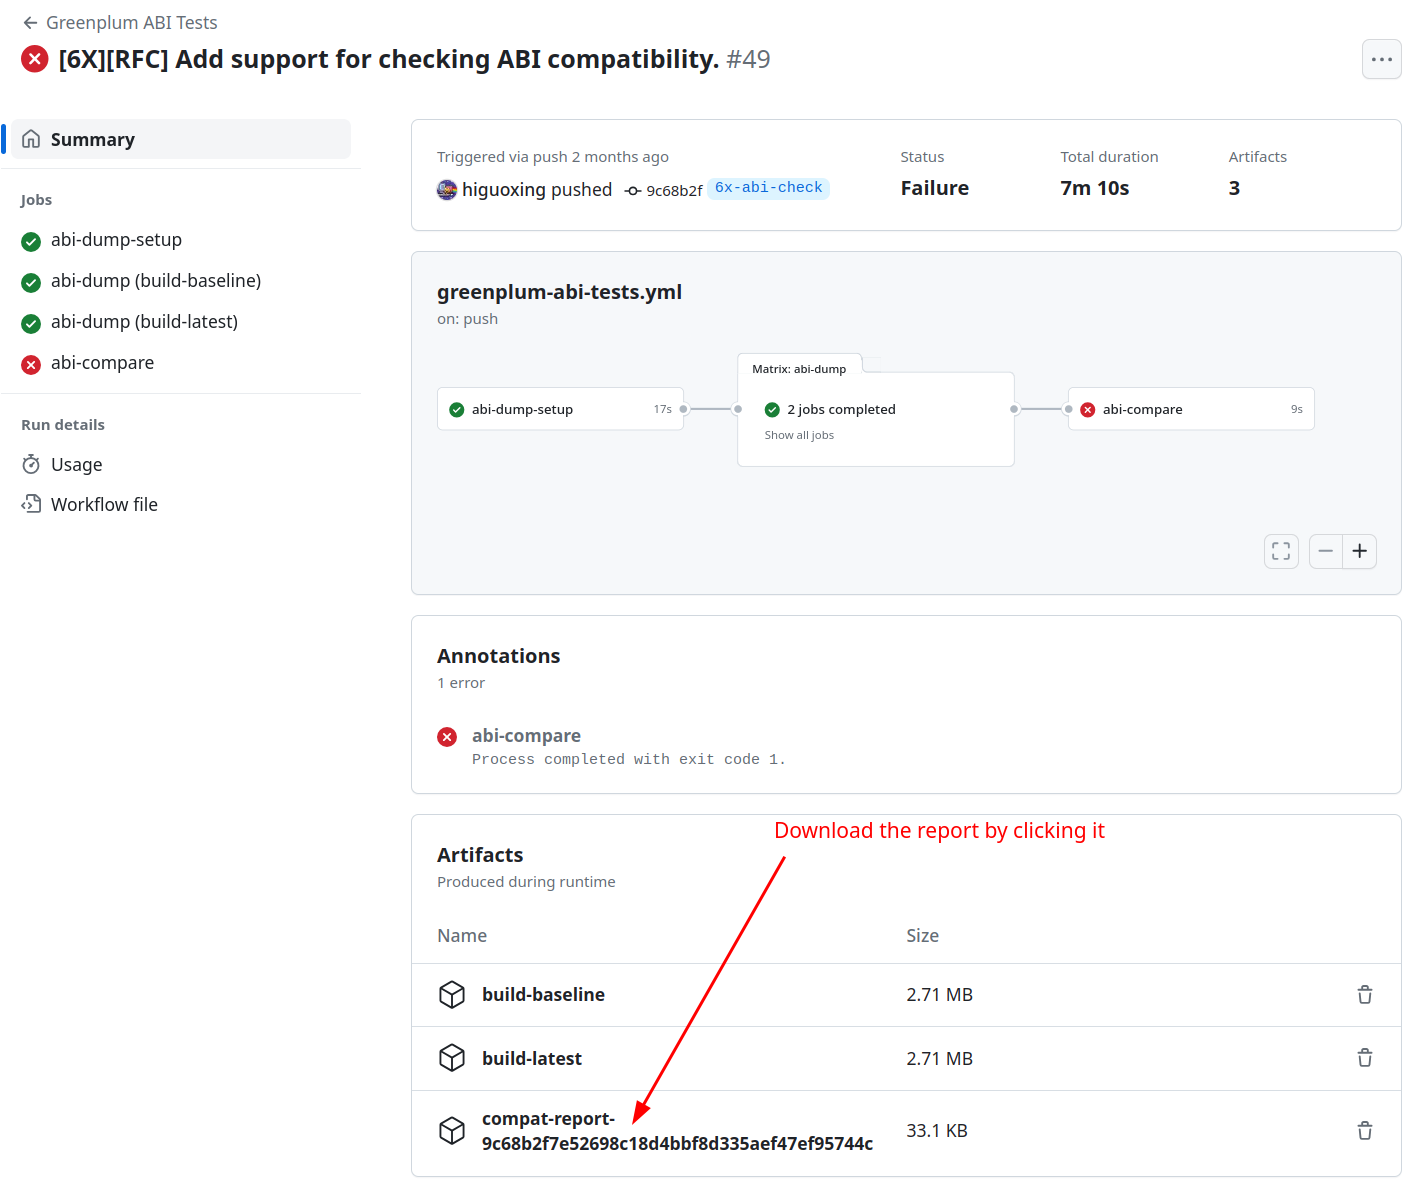 Greenplum ABI Tests
[6X][RFC] Add support for checking ABI compatibility. #49
Summary
Jobs
abi-dump-setup
abi-dump (build-baseline)
abi-dump (build-latest)
abi-compare
Run details
Usage
Workflow file
Triggered via push 2 months ago
higuoxing pushed 9c68b2f 6x-abi-check
Status
Failure
Total duration
7m 10s
Artifacts
3
greenplum-abi-tests.yml
on: push
abi-dump-setup 17s
Matrix: abi-dump
2 jobs completed
Show all jobs
abi-compare 9s
Annotations
1 error
abi-compare
Process completed with exit code 1.
Download the report by clicking it
Artifacts
Produced during runtime
Name Size
build-baseline 2.71 MB
build-latest 2.71 MB
compat-report-
9c68b2f7e52698c18d4bbf8d335aef47ef95744c 33.1 KB